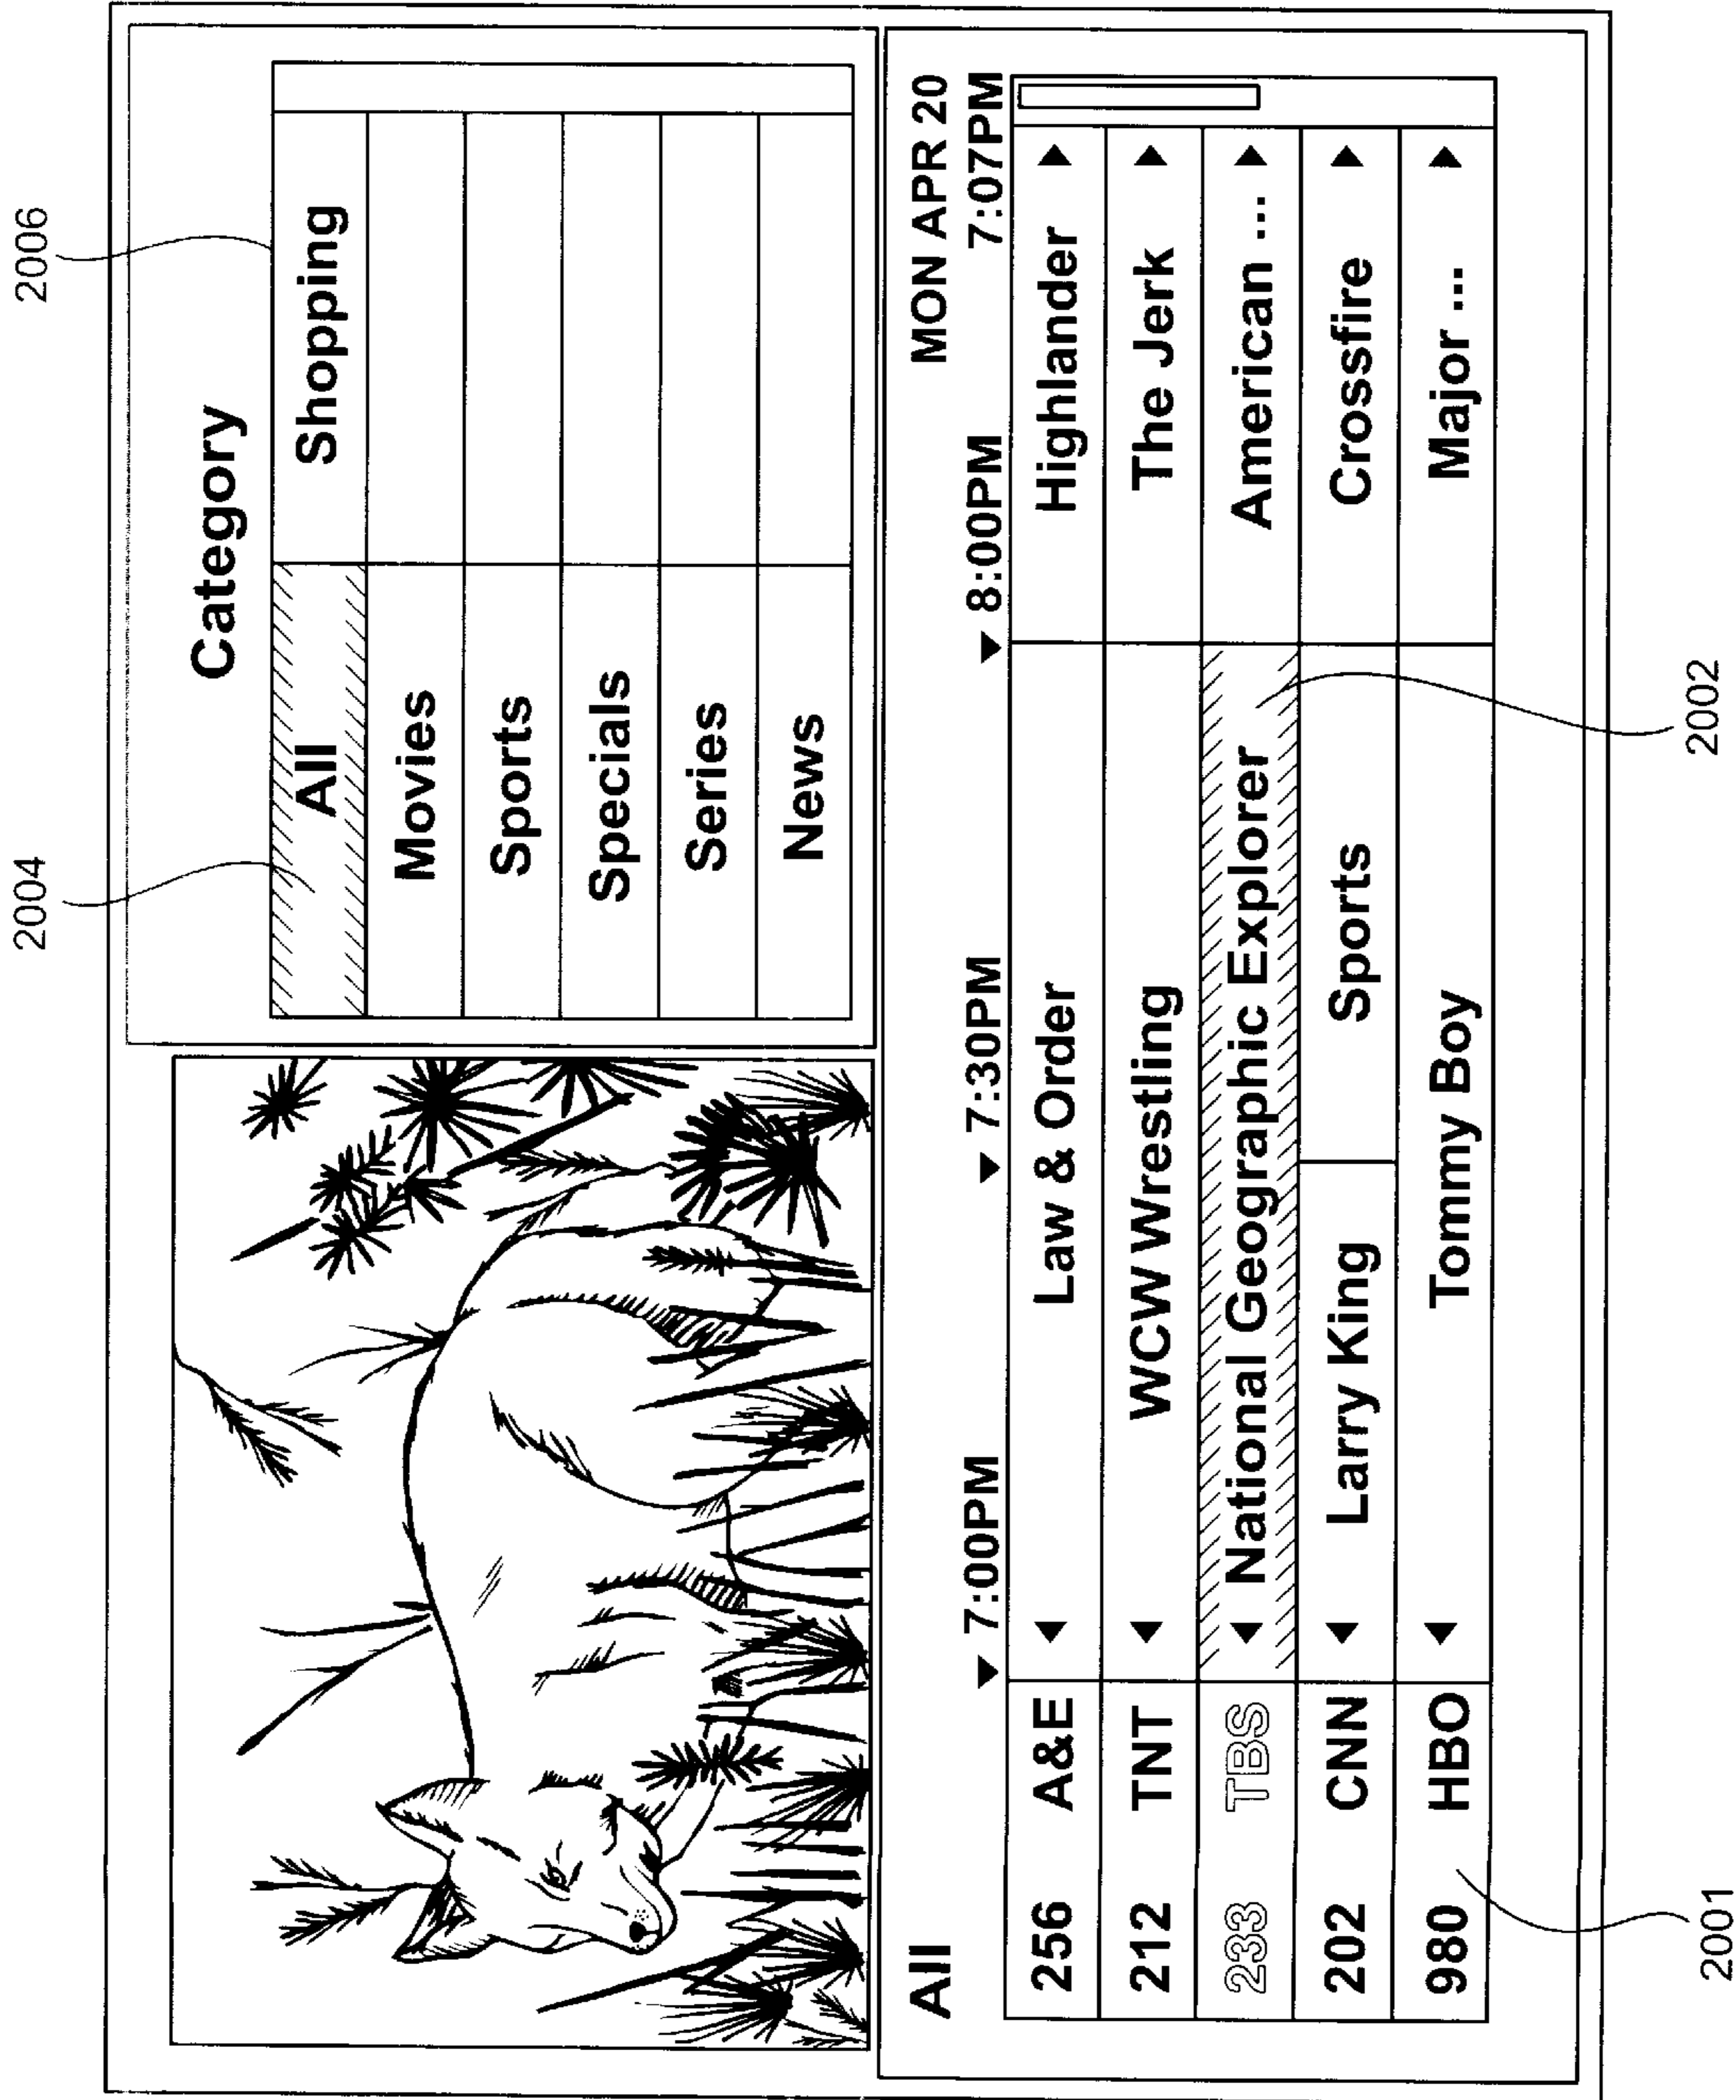 2004
2006
Category
All Shopping
Movies
Sports
Specials
Series
News
All MON APR 20
7:00PM 7:30PM 8:00PM 7:07PM
256 A&E Law & Order Highlander
212 TNT WCW Wrestling The Jerk
233 TBS National Geographic Explorer American ...
202 CNN Larry King Sports Crossfire
980 HBO Tommy Boy Major ...
2001
2002